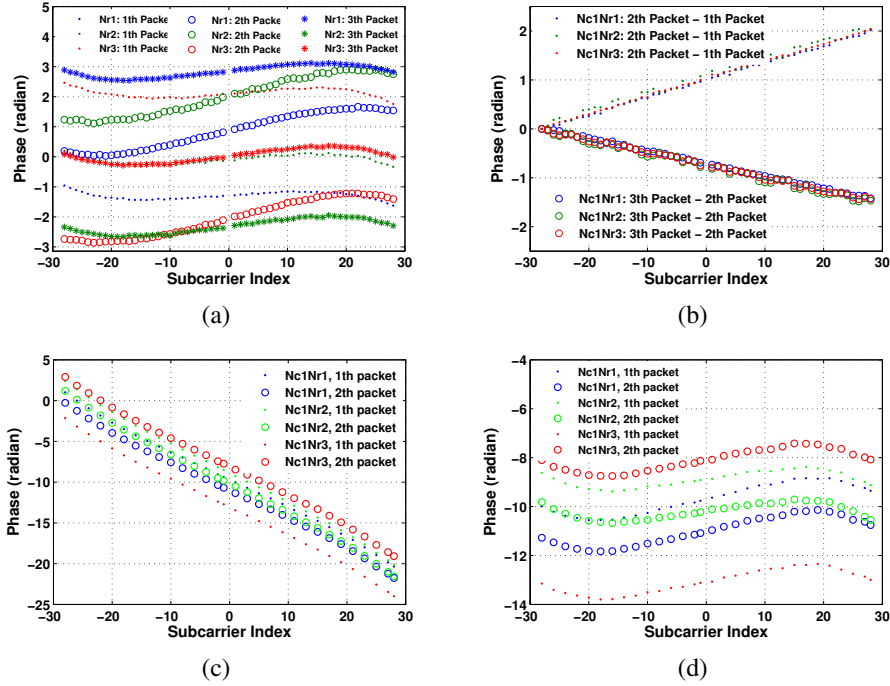 Nr1: 1th Packe Nr1: 2th Packe Nr1: 3th Packet
Nr2: 1th Packe Nr2: 2th Packe Nr2: 3th Packet
Nr3: 1th Packe Nr3: 2th Packe Nr3: 3th Packet
4
3
2
1
0
−1
−2
−3
−30 −20 −10 0 10 20 30
Phase (radian)
Subcarrier Index
(a)
Nc1Nr1: 2th Packet − 1th Packet
Nc1Nr2: 2th Packet − 1th Packet
Nc1Nr3: 2th Packet − 1th Packet
2
1
0
−1
−2
Nc1Nr1: 3th Packet − 2th Packet
Nc1Nr2: 3th Packet − 2th Packet
Nc1Nr3: 3th Packet − 2th Packet
−30 −20 −10 0 10 20 30
Phase (radian)
Subcarrier Index
(b)
Nc1Nr1, 1th packet
Nc1Nr1, 2th packet
Nc1Nr2, 1th packet
Nc1Nr2, 2th packet
Nc1Nr3, 1th packet
Nc1Nr3, 2th packet
5
0
−5
−10
−15
−20
−25
−30 −20 −10 0 10 20 30
Phase (radian)
Subcarrier Index
(c)
Nc1Nr1, 1th packet
Nc1Nr1, 2th packet
Nc1Nr2, 1th packet
Nc1Nr2, 2th packet
Nc1Nr3, 1th packet
Nc1Nr3, 2th packet
−4
−6
−8
−10
−12
−14
−30 −20 −10 0 10 20 30
Phase (radian)
Subcarrier Index
(d)